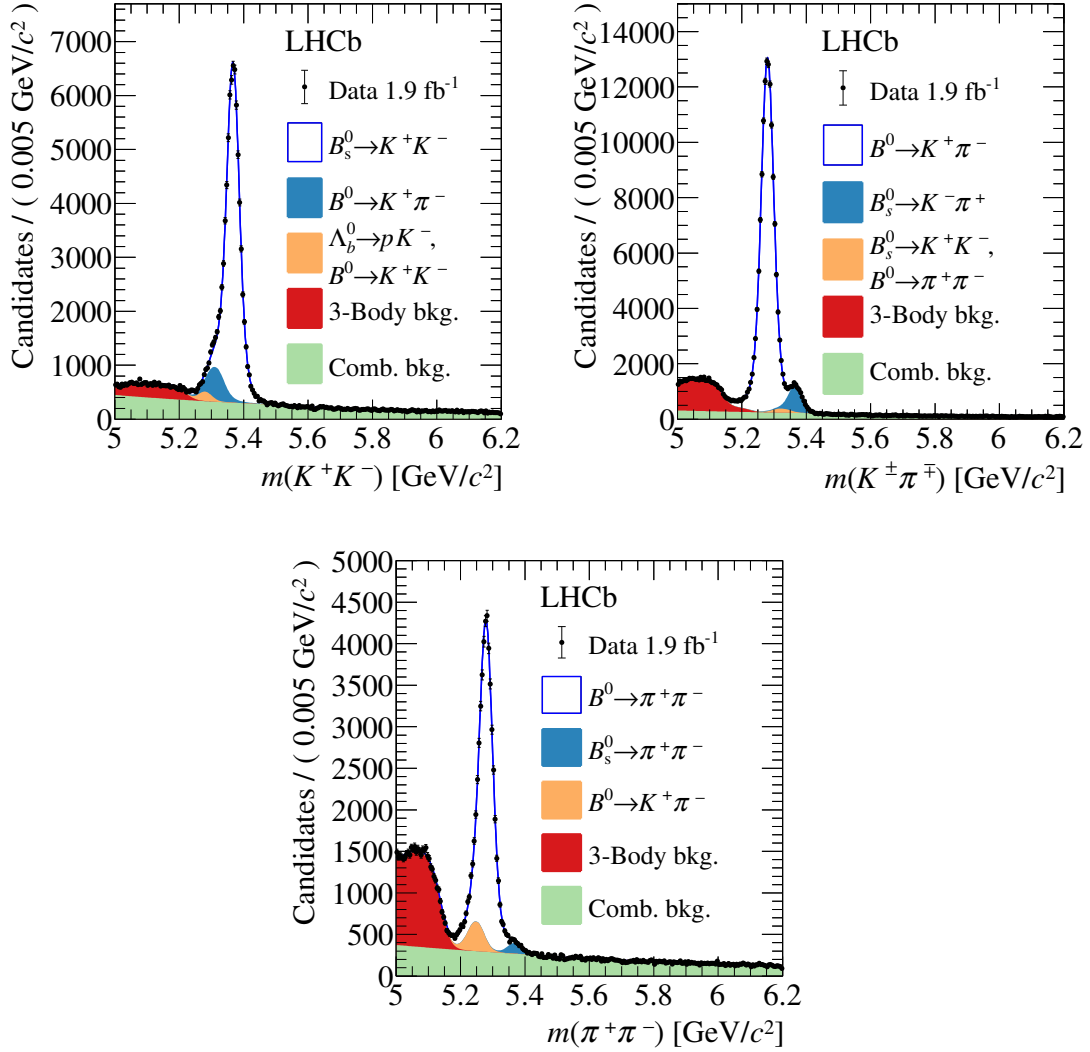 Candidates / ( 0.005 GeV/c²)
7000
6000
5000
4000
3000
2000
1000
0
LHCb
Data 1.9 fb⁻¹
B⁰ₛ→K⁺K⁻
B⁰→K⁺π⁻
Λ⁰_b→pK⁻,
B⁰→K⁺K⁻
3-Body bkg.
Comb. bkg.
5 5.2 5.4 5.6 5.8 6 6.2
m(K⁺K⁻) [GeV/c²]
Candidates / ( 0.005 GeV/c²)
14000
12000
10000
8000
6000
4000
2000
0
LHCb
Data 1.9 fb⁻¹
B⁰→K⁺π⁻
B⁰ₛ→K⁻π⁺
B⁰ₛ→K⁺K⁻,
B⁰→π⁺π⁻
3-Body bkg.
Comb. bkg.
5 5.2 5.4 5.6 5.8 6 6.2
m(K^±π^∓) [GeV/c²]
Candidates / ( 0.005 GeV/c²)
5000
4500
4000
3500
3000
2500
2000
1500
1000
500
0
LHCb
Data 1.9 fb⁻¹
B⁰→π⁺π⁻
B⁰ₛ→π⁺π⁻
B⁰→K⁺π⁻
3-Body bkg.
Comb. bkg.
5 5.2 5.4 5.6 5.8 6 6.2
m(π⁺π⁻) [GeV/c²]